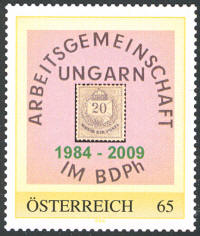 ARBEITSGEMEINSCHAFT
UNGARN
20
1984 - 2009
IM BDPh
ÖSTERREICH 65